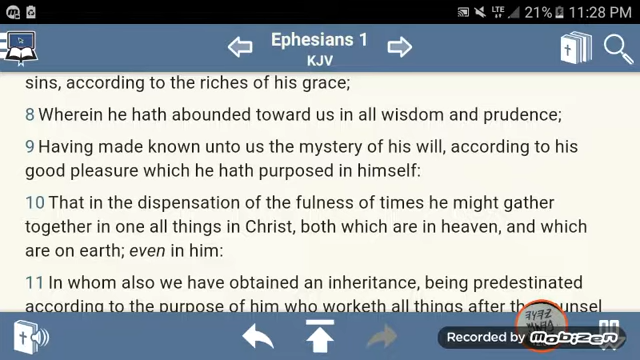 LTE 21% 11:28 PM
Ephesians 1
KJV
sins, according to the riches of his grace;
8 Wherein he hath abounded toward us in all wisdom and prudence;
9 Having made known unto us the mystery of his will, according to his
good pleasure which he hath purposed in himself:
10 That in the dispensation of the fulness of times he might gather
together in one all things in Christ, both which are in heaven, and which
are on earth; even in him:
11 In whom also we have obtained an inheritance, being predestinated
according to the purpose of him who worketh all things after the counsel
Recorded by
MOBIZEN